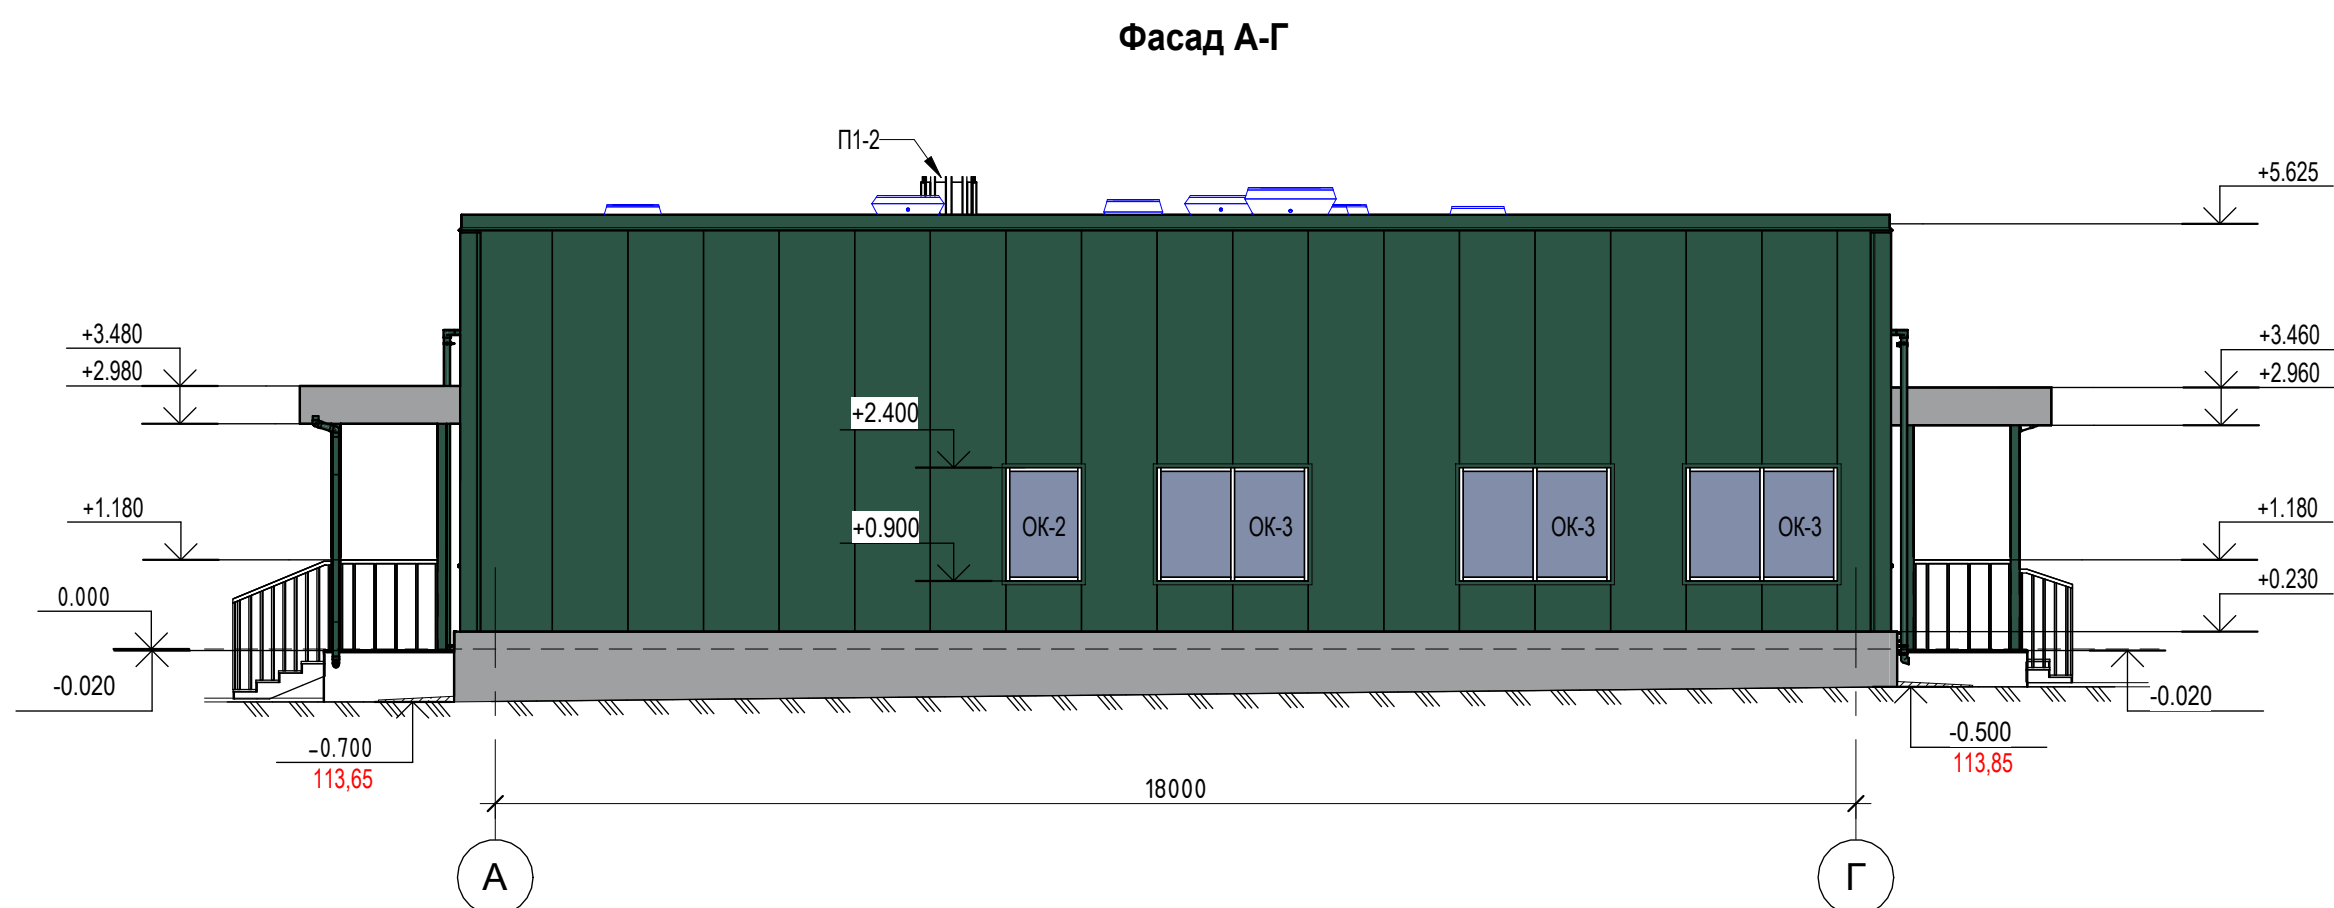 Фасад А-Г
П1-2
+5.625
+3.480
+2.980
+3.460
+2.960
+2.400
+1.180
+0.900
ОК-2
ОК-3
ОК-3
ОК-3
+1.180
+0.230
0.000
-0.020
-0.020
-0.700
113,65
-0.500
113,85
18000
А
Г